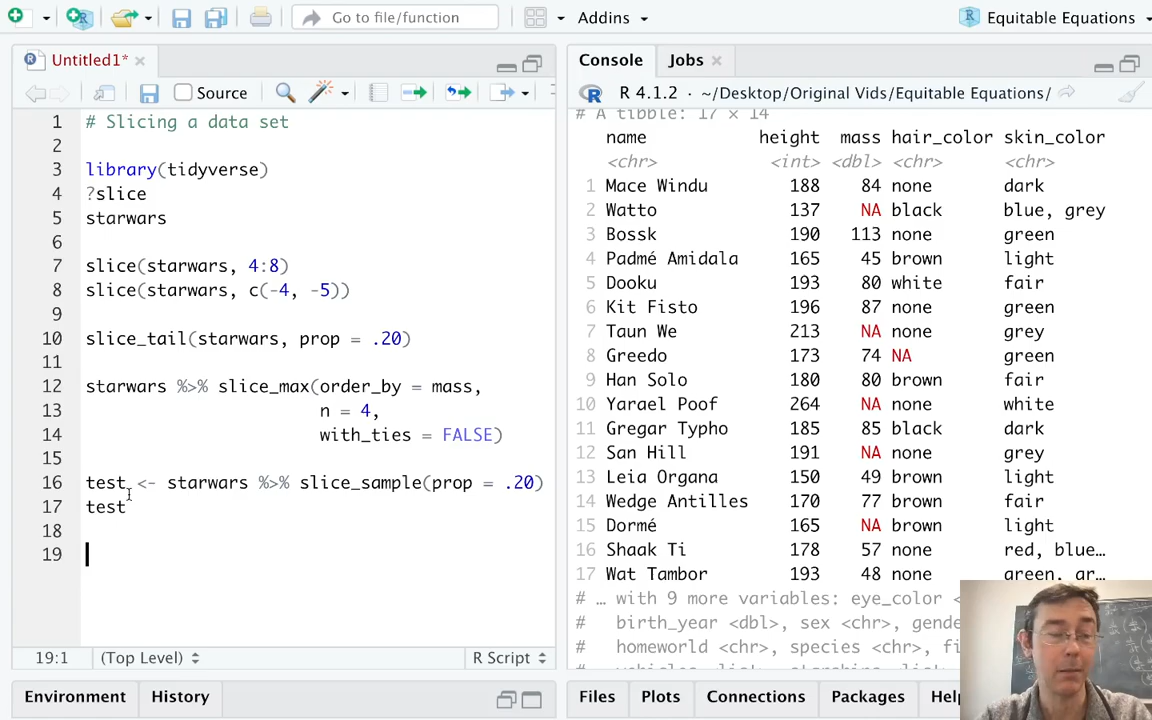 Go to file/function
Addins
Equitable Equations
Untitled1*
Source
1 # Slicing a data set
2
3 library(tidyverse)
4 ?slice
5 starwars
6
7 slice(starwars, 4:8)
8 slice(starwars, c(-4, -5))
9
10 slice_tail(starwars, prop = .20)
11
12 starwars %>% slice_max(order_by = mass,
13 n = 4,
14 with_ties = FALSE)
15
16 test <- starwars %>% slice_sample(prop = .20)
17 test
18
19
19:1 (Top Level) R Script
Environment History
Console Jobs
R 4.1.2 · ~/Desktop/Original Vids/Equitable Equations/
# A tibble: 17 × 14
name height mass hair_color skin_color
<chr> <int> <dbl> <chr> <chr>
1 Mace Windu 188 84 none dark
2 Watto 137 NA black blue, grey
3 Bossk 190 113 none green
4 Padmé Amidala 165 45 brown light
5 Dooku 193 80 white fair
6 Kit Fisto 196 87 none green
7 Taun We 213 NA none grey
8 Greedo 173 74 NA green
9 Han Solo 180 80 brown fair
10 Yarael Poof 264 NA none white
11 Gregar Typho 185 85 black dark
12 San Hill 191 NA none grey
13 Leia Organa 150 49 brown light
14 Wedge Antilles 170 77 brown fair
15 Dormé 165 NA brown light
16 Shaak Ti 178 57 none red, blue…
17 Wat Tambor 193 48 none green, gr…
# … with 9 more variables: eye_color <
# birth_year <dbl>, sex <chr>, gende
# homeworld <chr>, species <chr>, fi
Files Plots Connections Packages Help